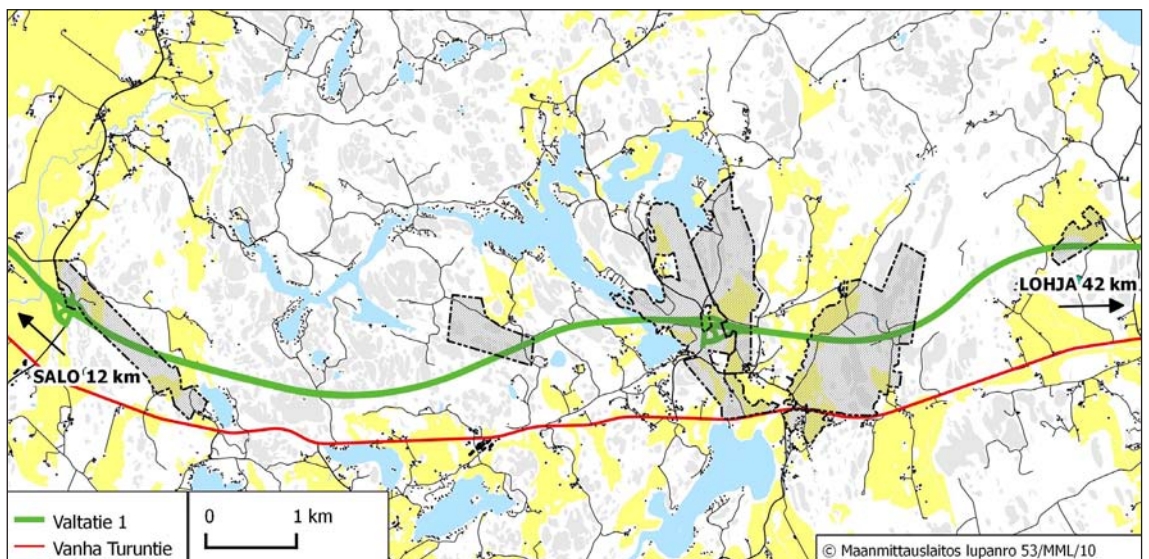 LOHJA 42 km
SALO 12 km
Valtatie 1
Vanha Turuntie
0 1 km
© Maanmittauslaitos lupanro 53/MML/10